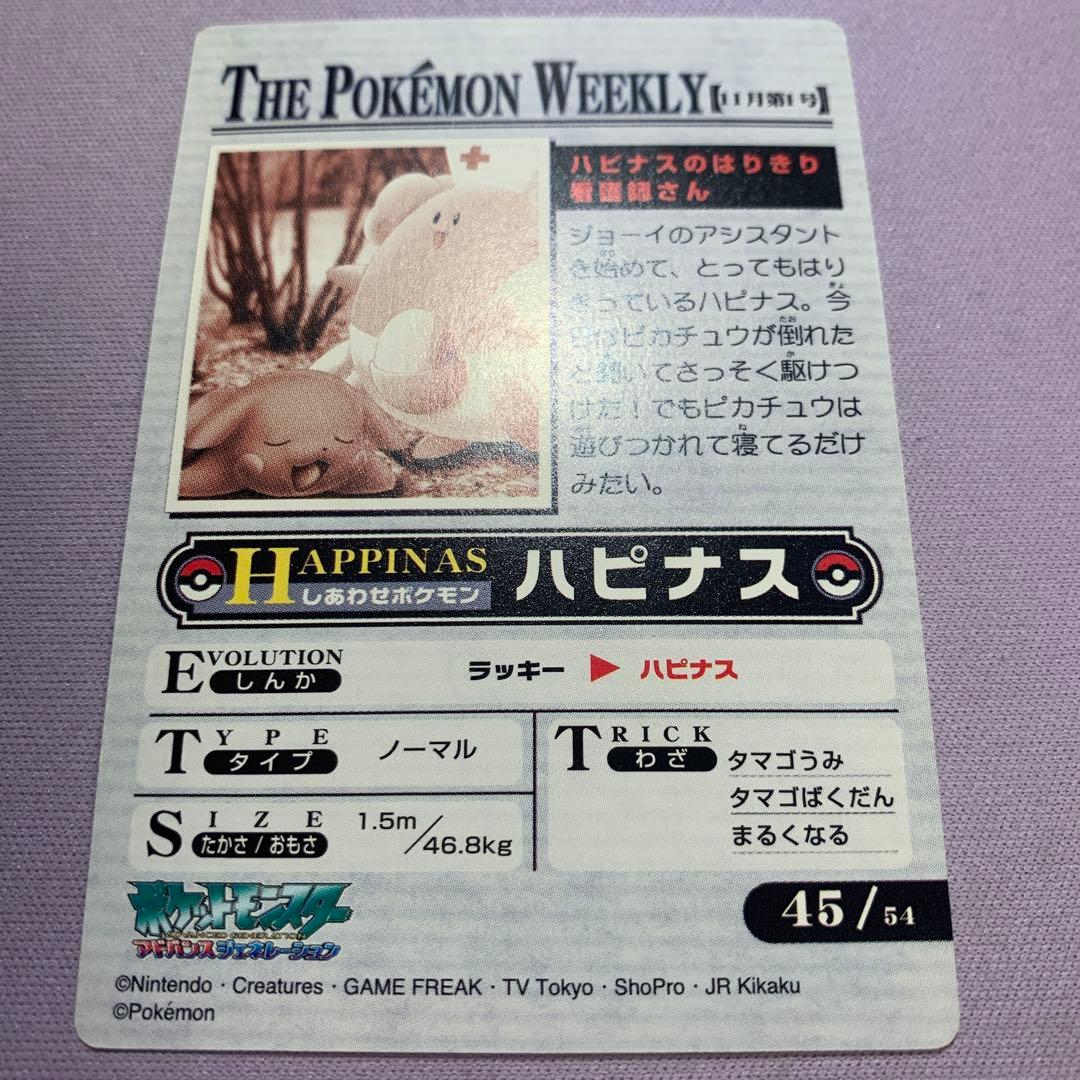 THE POKÉMON WEEKLY【11月第1号】
ハピナスのはりきり
看護師さん
ジョーイのアシスタント
を始めて、とってもはり
きっているハピナス。今
日はピカチュウが倒れた
と聞いてさっそく駆けつ
けた！でもピカチュウは
遊びつかれて寝てるだけ
みたい。
HAPPINAS
しあわせポケモン
ハピナス
EVOLUTION
しんか
ラッキー ▶ ハピナス
TYPE
タイプ
ノーマル
SIZE
たかさ/おもさ
1.5m/46.8kg
TRICK
わざ
タマゴうみ
タマゴばくだん
まるくなる
ポケットモンスター
ADVANCED GENERATION
アドバンスジェネレーション
45/54
©Nintendo・Creatures・GAME FREAK・TV Tokyo・ShoPro・JR Kikaku
©Pokémon